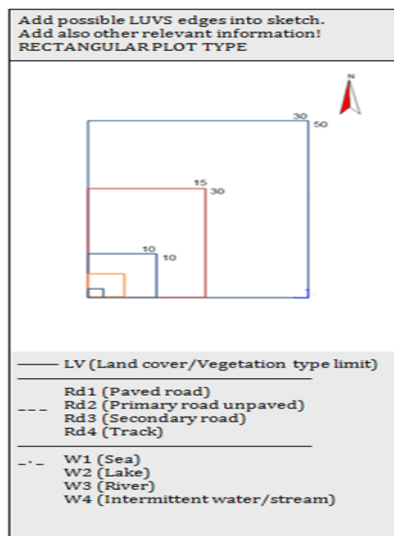 Add possible LUVS edges into sketch.
Add also other relevant information!
RECTANGULAR PLOT TYPE
N
30
50
15
30
10
10
LV (Land cover/Vegetation type limit)
Rd1 (Paved road)
Rd2 (Primary road unpaved)
Rd3 (Secondary road)
Rd4 (Track)
W1 (Sea)
W2 (Lake)
W3 (River)
W4 (Intermittent water/stream)